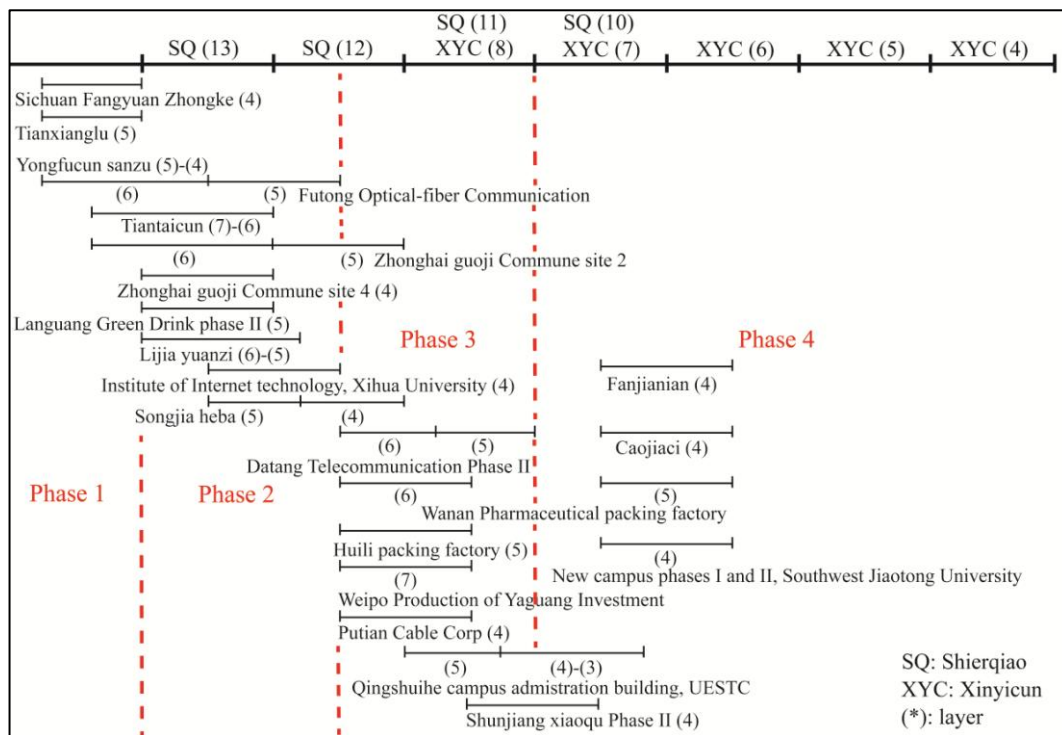 SQ (11) SQ (10)
SQ (13) SQ (12) XYC (8) XYC (7) XYC (6) XYC (5) XYC (4)
Sichuan Fangyuan Zhongke (4)
Tianxianglu (5)
Yongfucun sanzu (5)-(4)
(6) (5) Futong Optical-fiber Communication
Tiantaicun (7)-(6)
(6) (5) Zhonghai guoji Commune site 2
Zhonghai guoji Commune site 4 (4)
Languang Green Drink phase II (5)
Phase 3 Phase 4
Lijia yuanzi (6)-(5)
Institute of Internet technology, Xihua University (4) Fanjianian (4)
Songjia heba (5) (4)
(6) (5) Caojiaci (4)
Datang Telecommunication Phase II
Phase 1 Phase 2 (6) (5)
Wanan Pharmaceutical packing factory
Huili packing factory (5) (4)
(7) New campus phases I and II, Southwest Jiaotong University
Weipo Production of Yaguang Investment
Putian Cable Corp (4)
(5) (4)-(3) SQ: Shierqiao
Qingshuihe campus admistration building, UESTC XYC: Xinyicun
Shunjiang xiaoqu Phase II (4) (*): layer